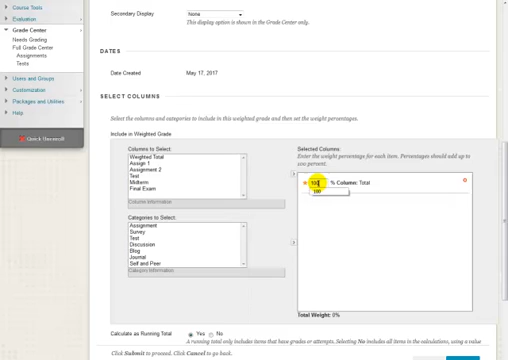 Course Tools
Evaluation
Grade Center
Needs Grading
Full Grade Center
Assignments
Tests
Users and Groups
Customization
Packages and Utilities
Help
Quick Unenroll
Secondary Display
None
This display option is shown in the Grade Center only.
DATES
Date Created
May 17, 2017
SELECT COLUMNS
Select the columns and categories to include in this weighted grade and then set the weight percentages.
Include in Weighted Grade
Columns to Select:
Weighted Total
Assign 1
Assignment 2
Test
Midterm
Final Exam
Column Information
Categories to Select:
Assignment
Survey
Test
Discussion
Blog
Journal
Self and Peer
Category Information
Selected Columns:
Enter the weight percentage for each item. Percentages should add up to
100 percent.
100 % Column: Total
100
Total Weight: 0%
Calculate as Running Total
Yes No
A running total only includes items that have grades or attempts. Selecting No includes all items in the calculations, using a value
Click Submit to proceed. Click Cancel to go back.